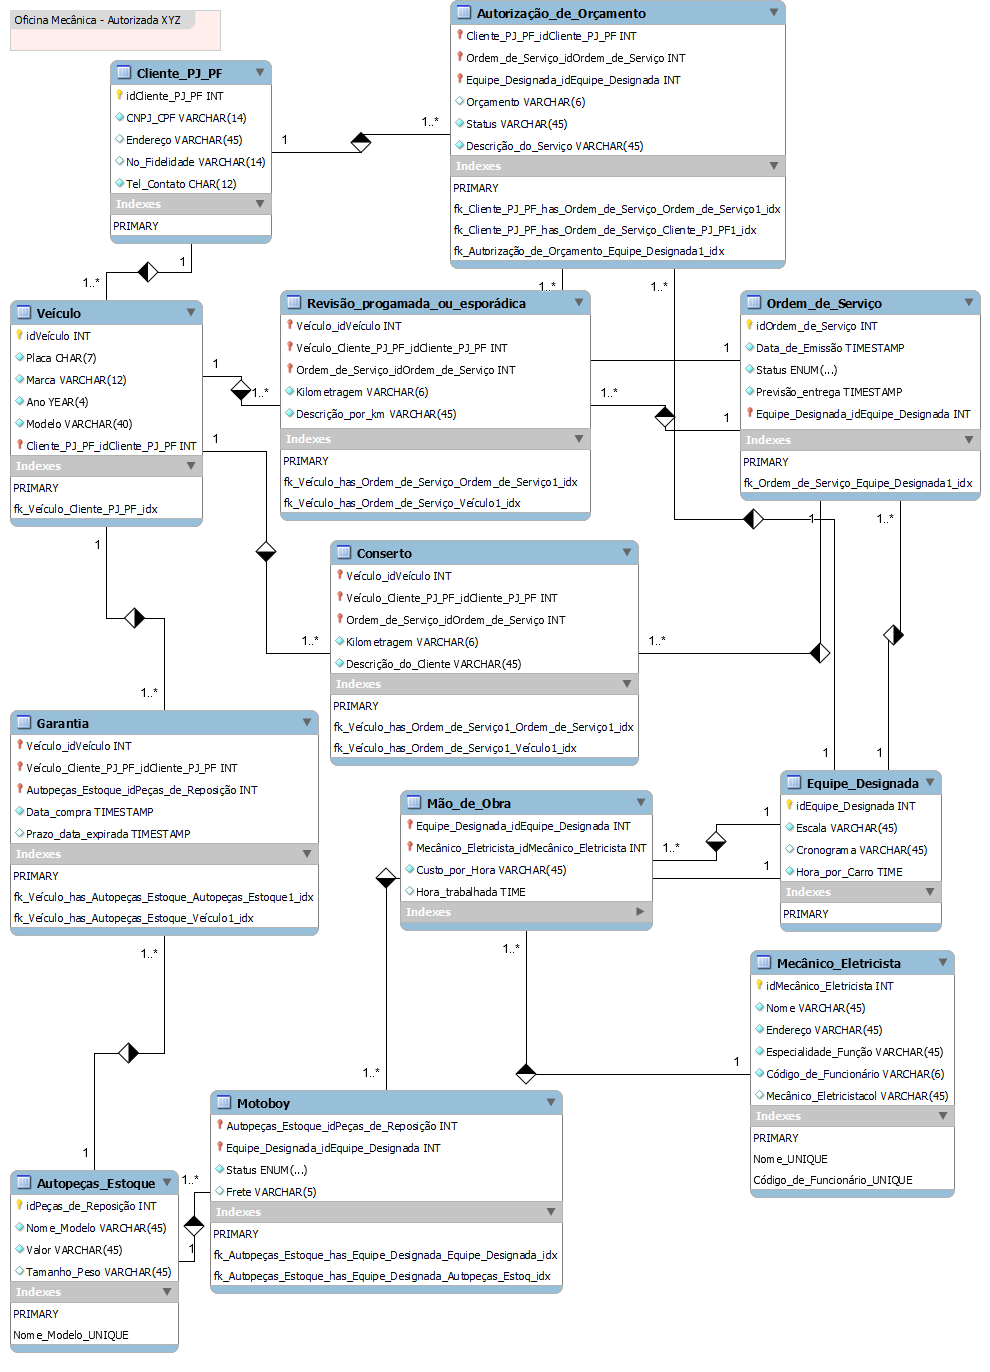 Oficina Mecânica - Autorizada XYZ
Autorização_de_Orçamento
Cliente_PJ_PF_idCliente_PJ_PF INT
Ordem_de_Serviço_idOrdem_de_Serviço INT
Equipe_Designada_idEquipe_Designada INT
Orçamento VARCHAR(6)
Status VARCHAR(45)
Descrição_do_Serviço VARCHAR(45)
Indexes
PRIMARY
fk_Cliente_PJ_PF_has_Ordem_de_Serviço_Ordem_de_Serviço1_idx
fk_Cliente_PJ_PF_has_Ordem_de_Serviço_Cliente_PJ_PF1_idx
fk_Autorização_de_Orçamento_Equipe_Designada1_idx
Cliente_PJ_PF
idCliente_PJ_PF INT
CNPJ_CPF VARCHAR(14)
Endereço VARCHAR(45)
No_Fidelidade VARCHAR(14)
Tel_Contato CHAR(12)
Indexes
PRIMARY
1
1..*
1
1..*
1..*
1..*
Veículo
idVeículo INT
Placa CHAR(7)
Marca VARCHAR(12)
Ano YEAR(4)
Modelo VARCHAR(40)
Cliente_PJ_PF_idCliente_PJ_PF INT
Indexes
PRIMARY
fk_Veículo_Cliente_PJ_PF_idx
Revisão_progamada_ou_esporádica
Veículo_idVeículo INT
Veículo_Cliente_PJ_PF_idCliente_PJ_PF INT
Ordem_de_Serviço_idOrdem_de_Serviço INT
Kilometragem VARCHAR(6)
Descrição_por_km VARCHAR(45)
Indexes
PRIMARY
fk_Veículo_has_Ordem_de_Serviço_Ordem_de_Serviço1_idx
fk_Veículo_has_Ordem_de_Serviço_Veículo1_idx
Ordem_de_Serviço
idOrdem_de_Serviço INT
Data_de_Emissão TIMESTAMP
Status ENUM(...)
Previsão_entrega TIMESTAMP
Equipe_Designada_idEquipe_Designada INT
Indexes
PRIMARY
fk_Ordem_de_Serviço_Equipe_Designada1_idx
1
1..*
1
1
1..*
1
1
1..*
1
Conserto
Veículo_idVeículo INT
Veículo_Cliente_PJ_PF_idCliente_PJ_PF INT
Ordem_de_Serviço_idOrdem_de_Serviço INT
Kilometragem VARCHAR(6)
Descrição_do_Cliente VARCHAR(45)
Indexes
PRIMARY
fk_Veículo_has_Ordem_de_Serviço1_Ordem_de_Serviço1_idx
fk_Veículo_has_Ordem_de_Serviço1_Veículo1_idx
1..*
1..*
1..*
1
1
Garantia
Veículo_idVeículo INT
Veículo_Cliente_PJ_PF_idCliente_PJ_PF INT
Autopeças_Estoque_idPeças_de_Reposição INT
Data_compra TIMESTAMP
Prazo_data_expirada TIMESTAMP
Indexes
PRIMARY
fk_Veículo_has_Autopeças_Estoque_Autopeças_Estoque1_idx
fk_Veículo_has_Autopeças_Estoque_Veículo1_idx
Mão_de_Obra
Equipe_Designada_idEquipe_Designada INT
Mecânico_Eletricista_idMecânico_Eletricista INT
Custo_por_Hora VARCHAR(45)
Hora_trabalhada TIME
Indexes
Equipe_Designada
idEquipe_Designada INT
Escala VARCHAR(45)
Cronograma VARCHAR(45)
Hora_por_Carro TIME
Indexes
PRIMARY
1
1..*
1
1..*
1..*
1
1..*
1
Mecânico_Eletricista
idMecânico_Eletricista INT
Nome VARCHAR(45)
Endereço VARCHAR(45)
Especialidade_Função VARCHAR(45)
Código_de_Funcionário VARCHAR(6)
Mecânico_Eletricistacol VARCHAR(45)
Indexes
PRIMARY
Nome_UNIQUE
Código_de_Funcionário_UNIQUE
Motoboy
Autopeças_Estoque_idPeças_de_Reposição INT
Equipe_Designada_idEquipe_Designada INT
Status ENUM(...)
Frete VARCHAR(5)
Indexes
PRIMARY
fk_Autopeças_Estoque_has_Equipe_Designada_Equipe_Designada_idx
fk_Autopeças_Estoque_has_Equipe_Designada_Autopeças_Estoq_idx
1..*
1
Autopeças_Estoque
idPeças_de_Reposição INT
Nome_Modelo VARCHAR(45)
Valor VARCHAR(45)
Tamanho_Peso VARCHAR(45)
Indexes
PRIMARY
Nome_Modelo_UNIQUE